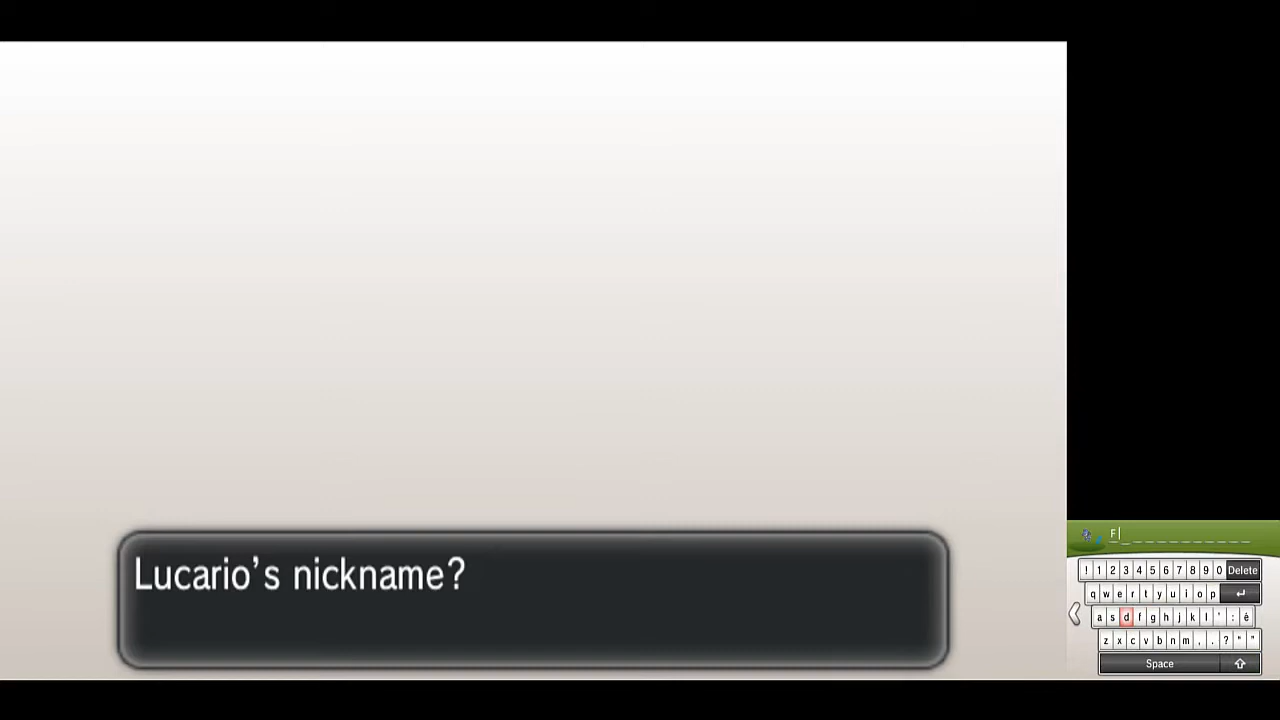 Lucario's nickname?
F
! 1 2 3 4 5 6 7 8 9 0 Delete
q w e r t y u i o p
a s d f g h j k l ' : é
z x c v b n m , . ? “ ”
Space